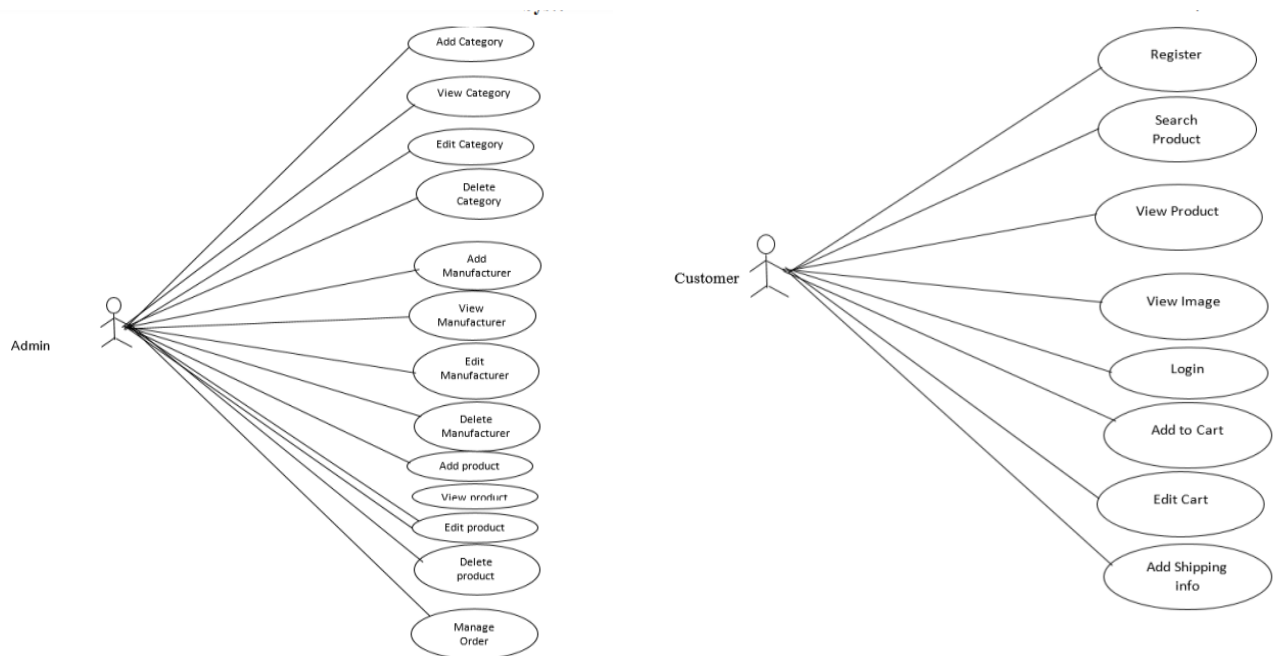 Add Category
View Category
Edit Category
Delete
Category
Add
Manufacturer
View
Manufacturer
Edit
Manufacturer
Delete
Manufacturer
Add product
View product
Edit product
Delete
product
Manage
Order
Admin
Register
Search
Product
View Product
View Image
Login
Add to Cart
Edit Cart
Add Shipping
info
Customer